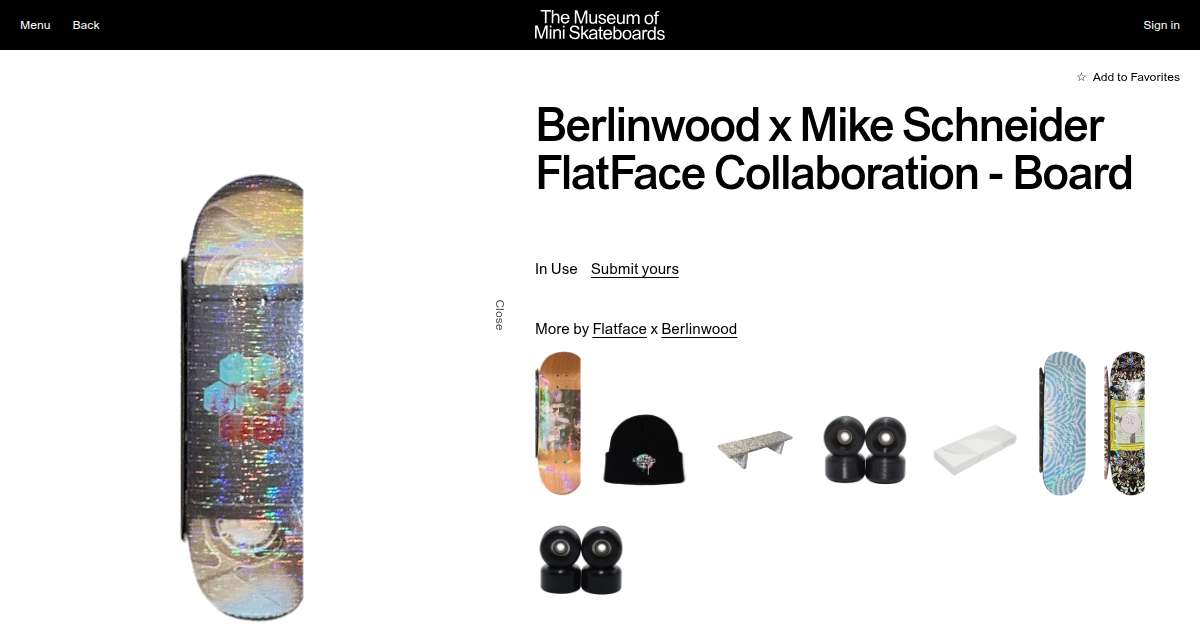 Menu
Back
The Museum of
Mini Skateboards
Sign in
☆ Add to Favorites
Berlinwood x Mike Schneider
FlatFace Collaboration - Board
In Use Submit yours
Close
More by Flatface x Berlinwood